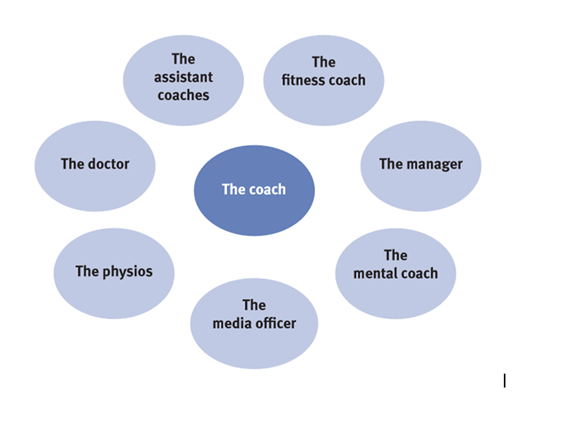 The
assistant
coaches
The
fitness coach
The doctor
The coach
The manager
The physios
The
mental coach
The
media officer